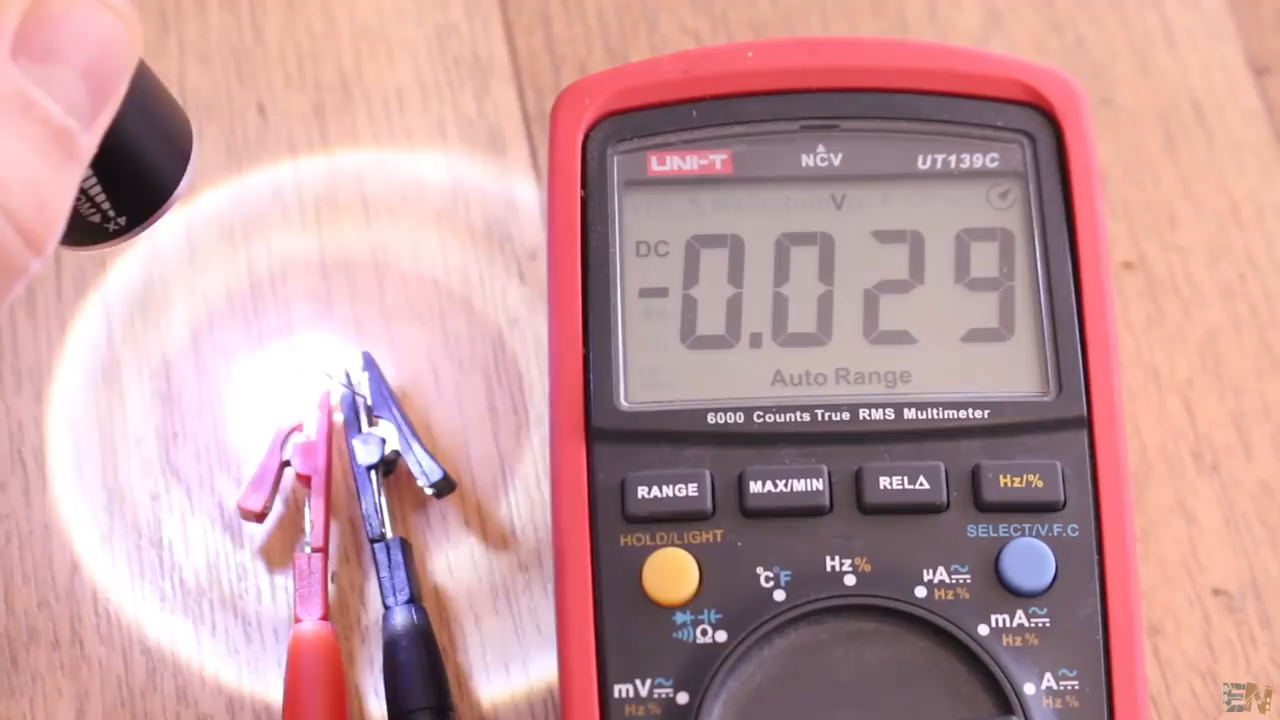 UNI-T NCV UT139C
V
DC
-0.029
Auto Range
6000 Counts True RMS Multimeter
RANGE MAX/MIN REL△ Hz/%
HOLD/LIGHT SELECT/V.F.C
°C°F Hz% μA Hz%
Ω mA Hz%
mV Hz% A Hz%
EN